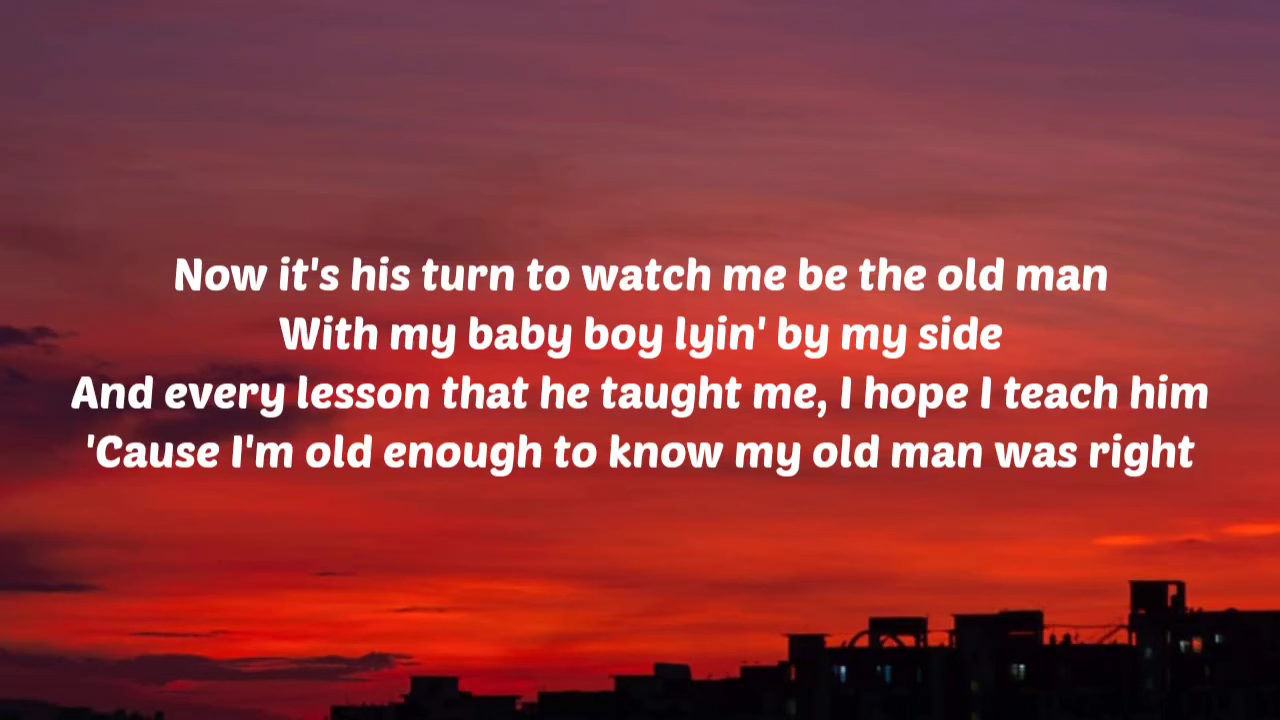 Now it's his turn to watch me be the old man
With my baby boy lyin' by my side
And every lesson that he taught me, I hope I teach him
'Cause I'm old enough to know my old man was right